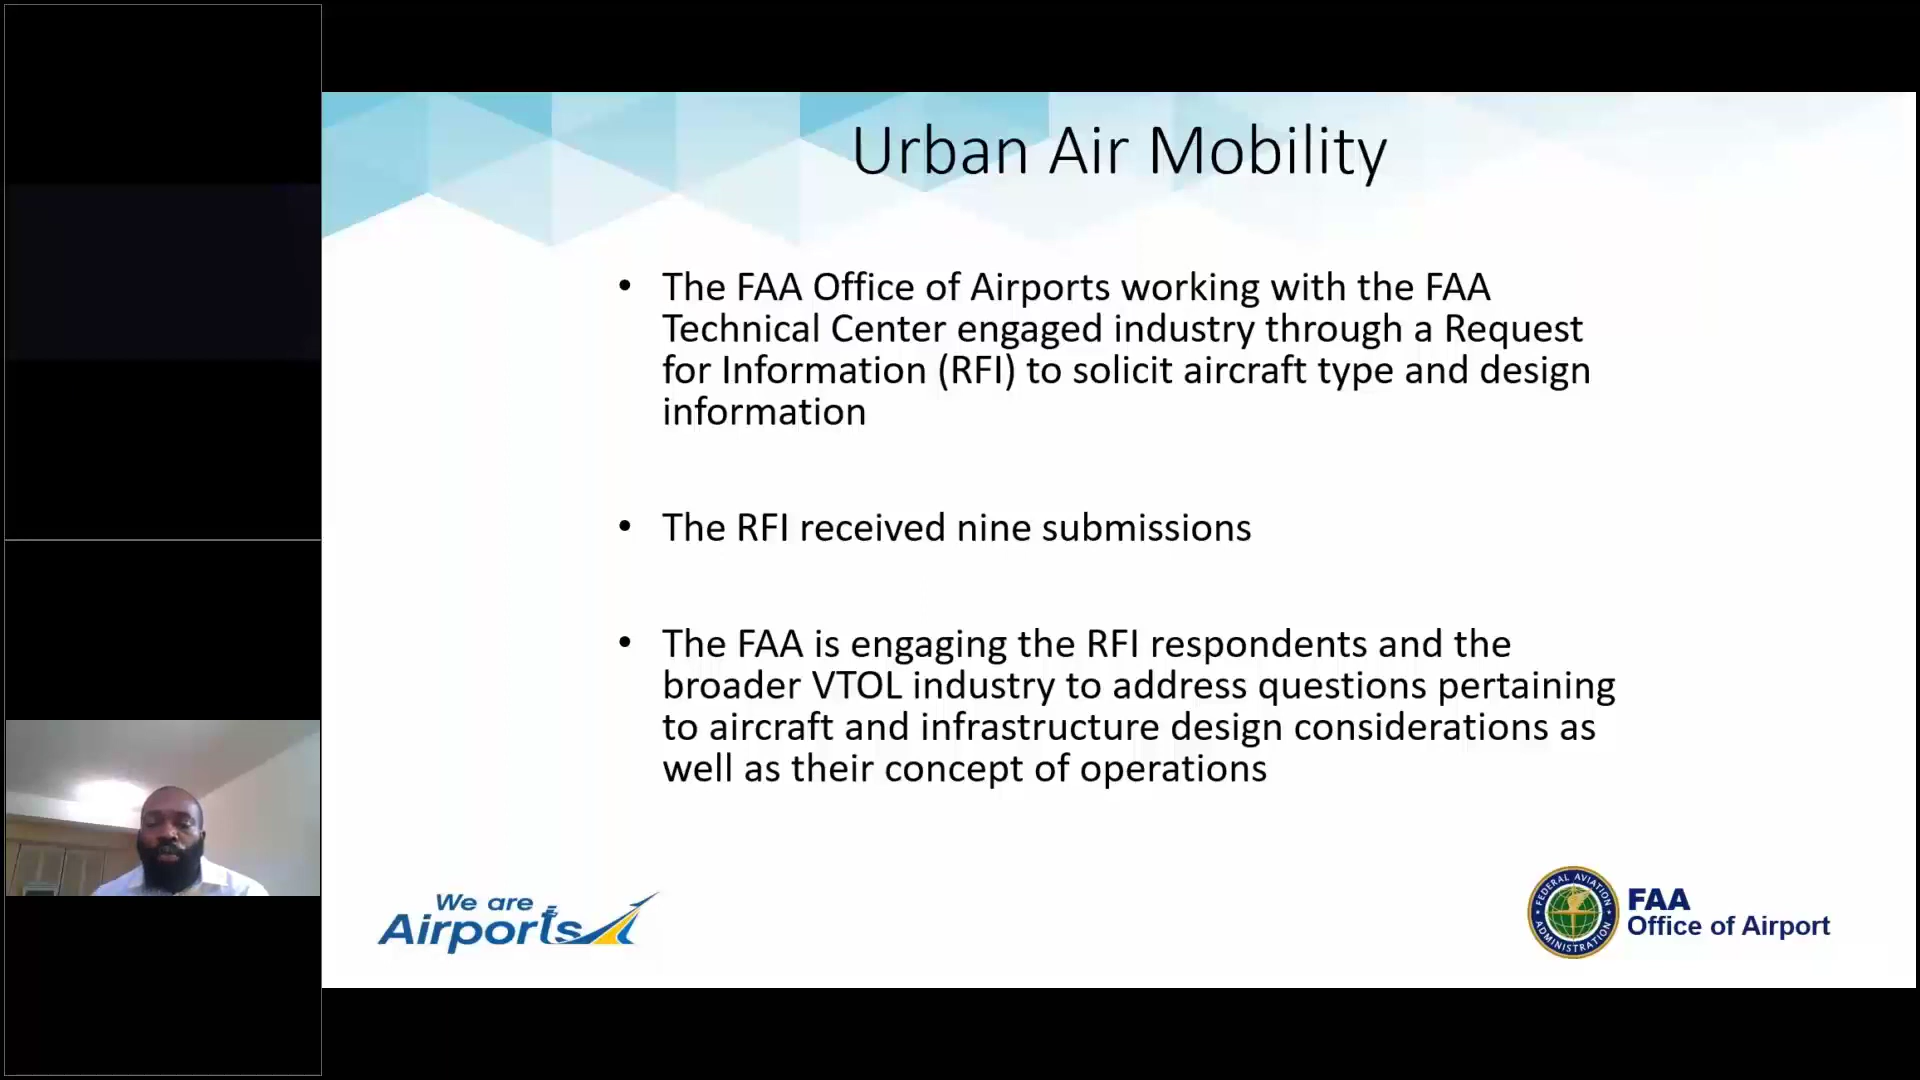 Urban Air Mobility
• The FAA Office of Airports working with the FAA
Technical Center engaged industry through a Request
for Information (RFI) to solicit aircraft type and design
information
• The RFI received nine submissions
• The FAA is engaging the RFI respondents and the
broader VTOL industry to address questions pertaining
to aircraft and infrastructure design considerations as
well as their concept of operations
We are
Airports
FEDERAL AVIATION
ADMINISTRATION
FAA
Office of Airport